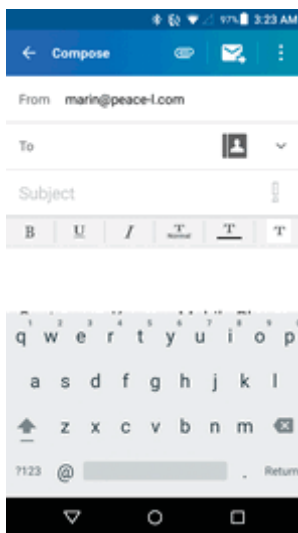 97% 3:23 AM
Compose
From marin@peace-l.com
To
Subject
B U I T Normal T T
1 2 3 4 5 6 7 8 9 0
q w e r t y u i o p
a s d f g h j k l
z x c v b n m
?123 @ . Return